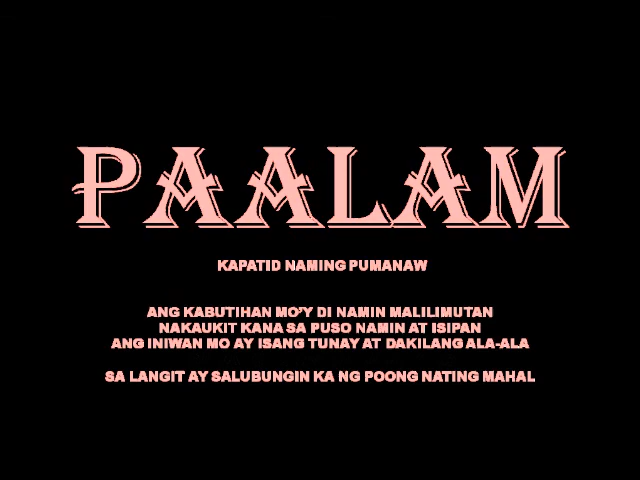 PAALAM
KAPATID NAMING PUMANAW
ANG KABUTIHAN MO'Y DI NAMIN MALILIMUTAN
NAKAUKIT KANA SA PUSO NAMIN AT ISIPAN
ANG INIWAN MO AY ISANG TUNAY AT DAKILANG ALA-ALA
SA LANGIT AY SALUBUNGIN KA NG POONG NATING MAHAL